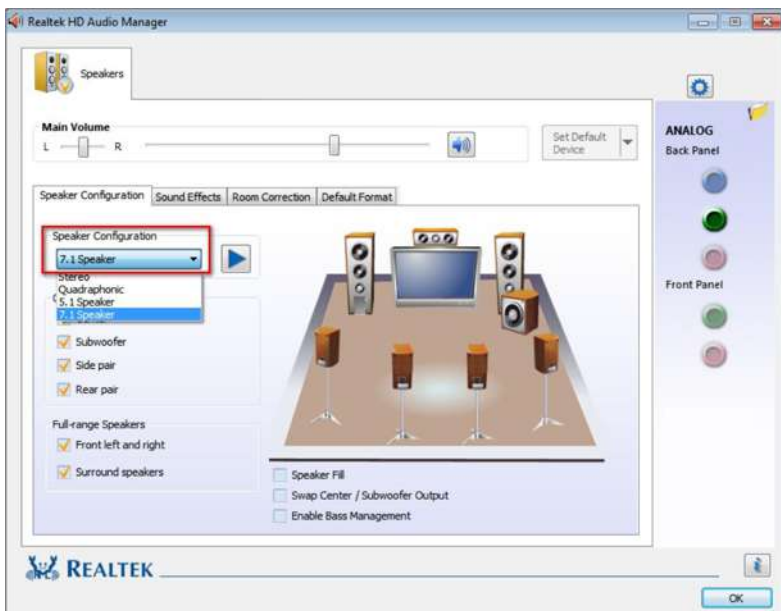 Realtek HD Audio Manager
Speakers
Main Volume
L R
Set Default
Device
Speaker Configuration Sound Effects Room Correction Default Format
Speaker Configuration
7.1 Speaker
Stereo
Quadraphonic
5.1 Speaker
7.1 Speaker
Subwoofer
Side pair
Rear pair
Full-range Speakers
Front left and right
Surround speakers
Speaker Fill
Swap Center / Subwoofer Output
Enable Bass Management
ANALOG
Back Panel
Front Panel
REALTEK
i
OK